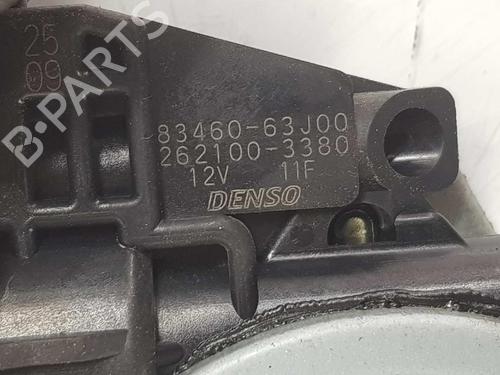 B-PARTS
25
09
83460-63J00
262100-3380
12V 11F
DENSO